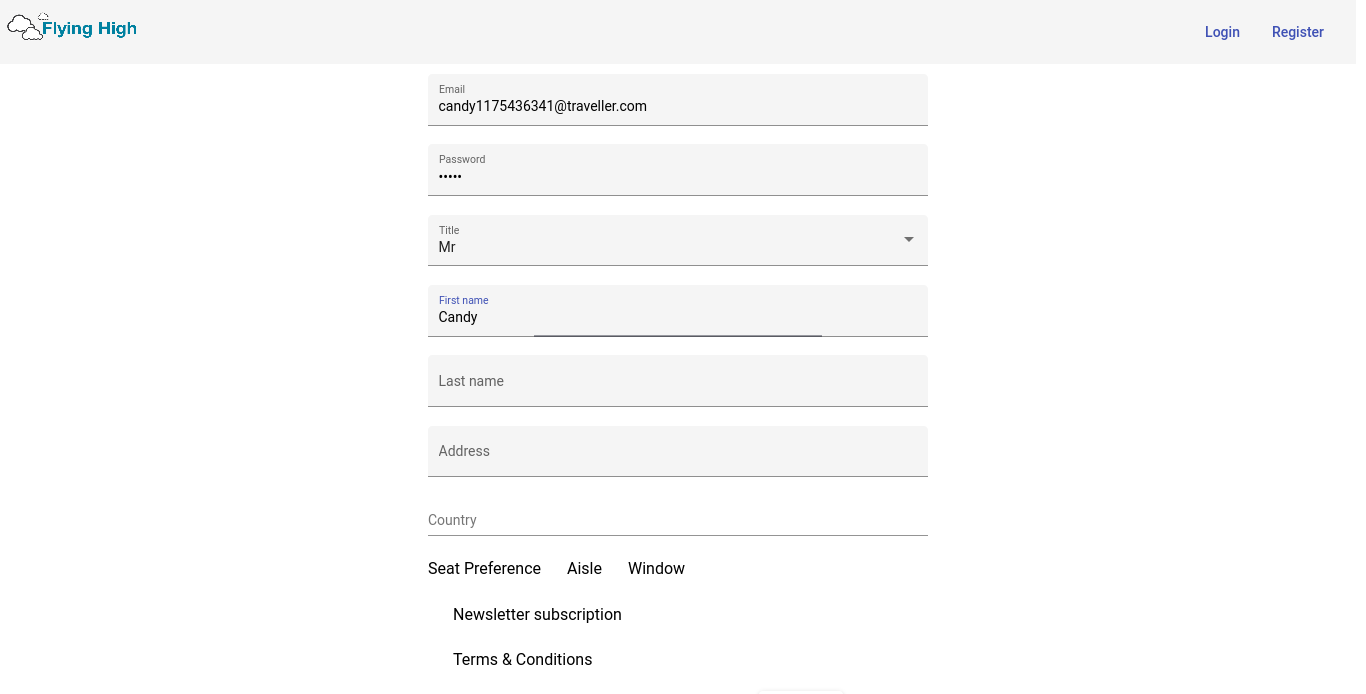 Flying High
Login Register
Email
candy1175436341@traveller.com
Password
•••••
Title
Mr
First name
Candy
Last name
Address
Country
Seat Preference Aisle Window
Newsletter subscription
Terms & Conditions